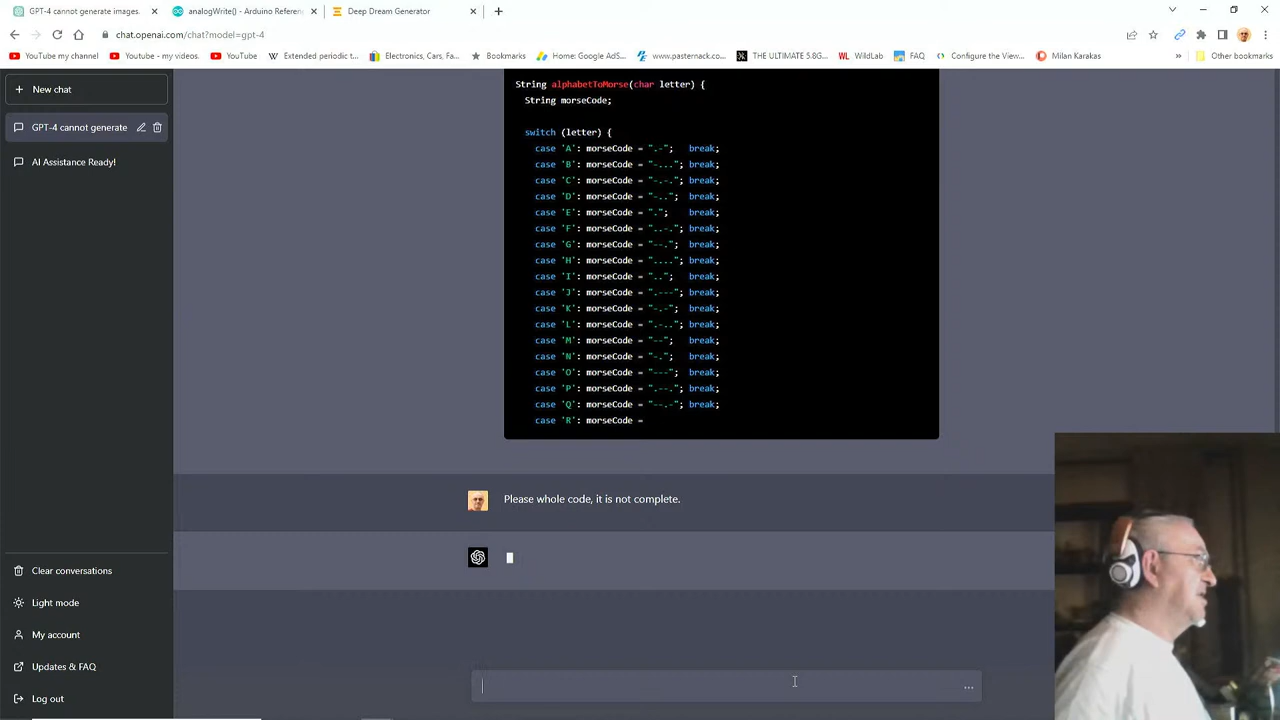 GPT-4 cannot generate images.
analogWrite() - Arduino Referen
Deep Dream Generator
chat.openai.com/chat?model=gpt-4
YouTube my channel
YouTube - my videos
YouTube
Extended periodic t
Electronics, Cars, Fa...
Bookmarks
Home: Google AdS...
www.pasternack.co...
THE ULTIMATE 5.8G...
WL WildLab
FAQ
Configure the View...
Milan Karakas
»
Other bookmarks
+ New chat
GPT-4 cannot generate
AI Assistance Ready!
String alphabetToMorse(char letter) {
String morseCode;
switch (letter) {
case 'A': morseCode = ".-"; break;
case 'B': morseCode = "-..."; break;
case 'C': morseCode = "-.-."; break;
case 'D': morseCode = "-.."; break;
case 'E': morseCode = "."; break;
case 'F': morseCode = "..-."; break;
case 'G': morseCode = "--."; break;
case 'H': morseCode = "...."; break;
case 'I': morseCode = ".."; break;
case 'J': morseCode = ".---"; break;
case 'K': morseCode = "-.-"; break;
case 'L': morseCode = ".-.."; break;
case 'M': morseCode = "--"; break;
case 'N': morseCode = "-."; break;
case 'O': morseCode = "---"; break;
case 'P': morseCode = ".--."; break;
case 'Q': morseCode = "--.-"; break;
case 'R': morseCode =
Please whole code, it is not complete.
Clear conversations
Light mode
My account
Updates & FAQ
Log out
...